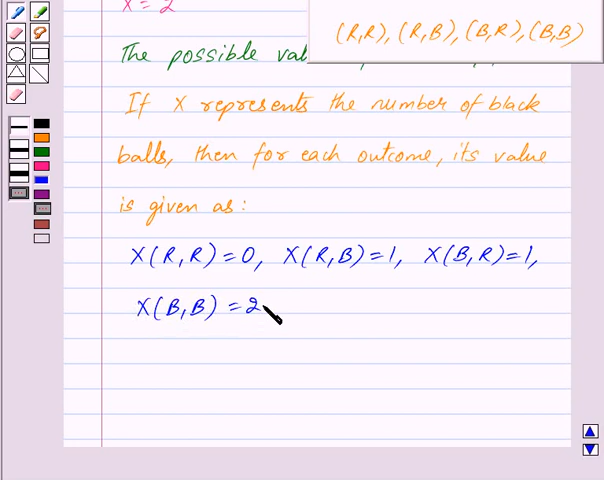 x = 2
(R,R), (R,B), (B,R), (B,B)
The possible
If X represents the number of black
balls, then for each outcome, its value
is given as:
X(R,R)=0, X(R,B)=1, X(B,R)=1,
X(B,B)=2